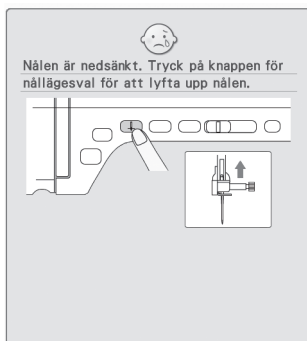 Nålen är nedsänkt. Tryck på knappen för
nållägesval för att lyfta upp nålen.